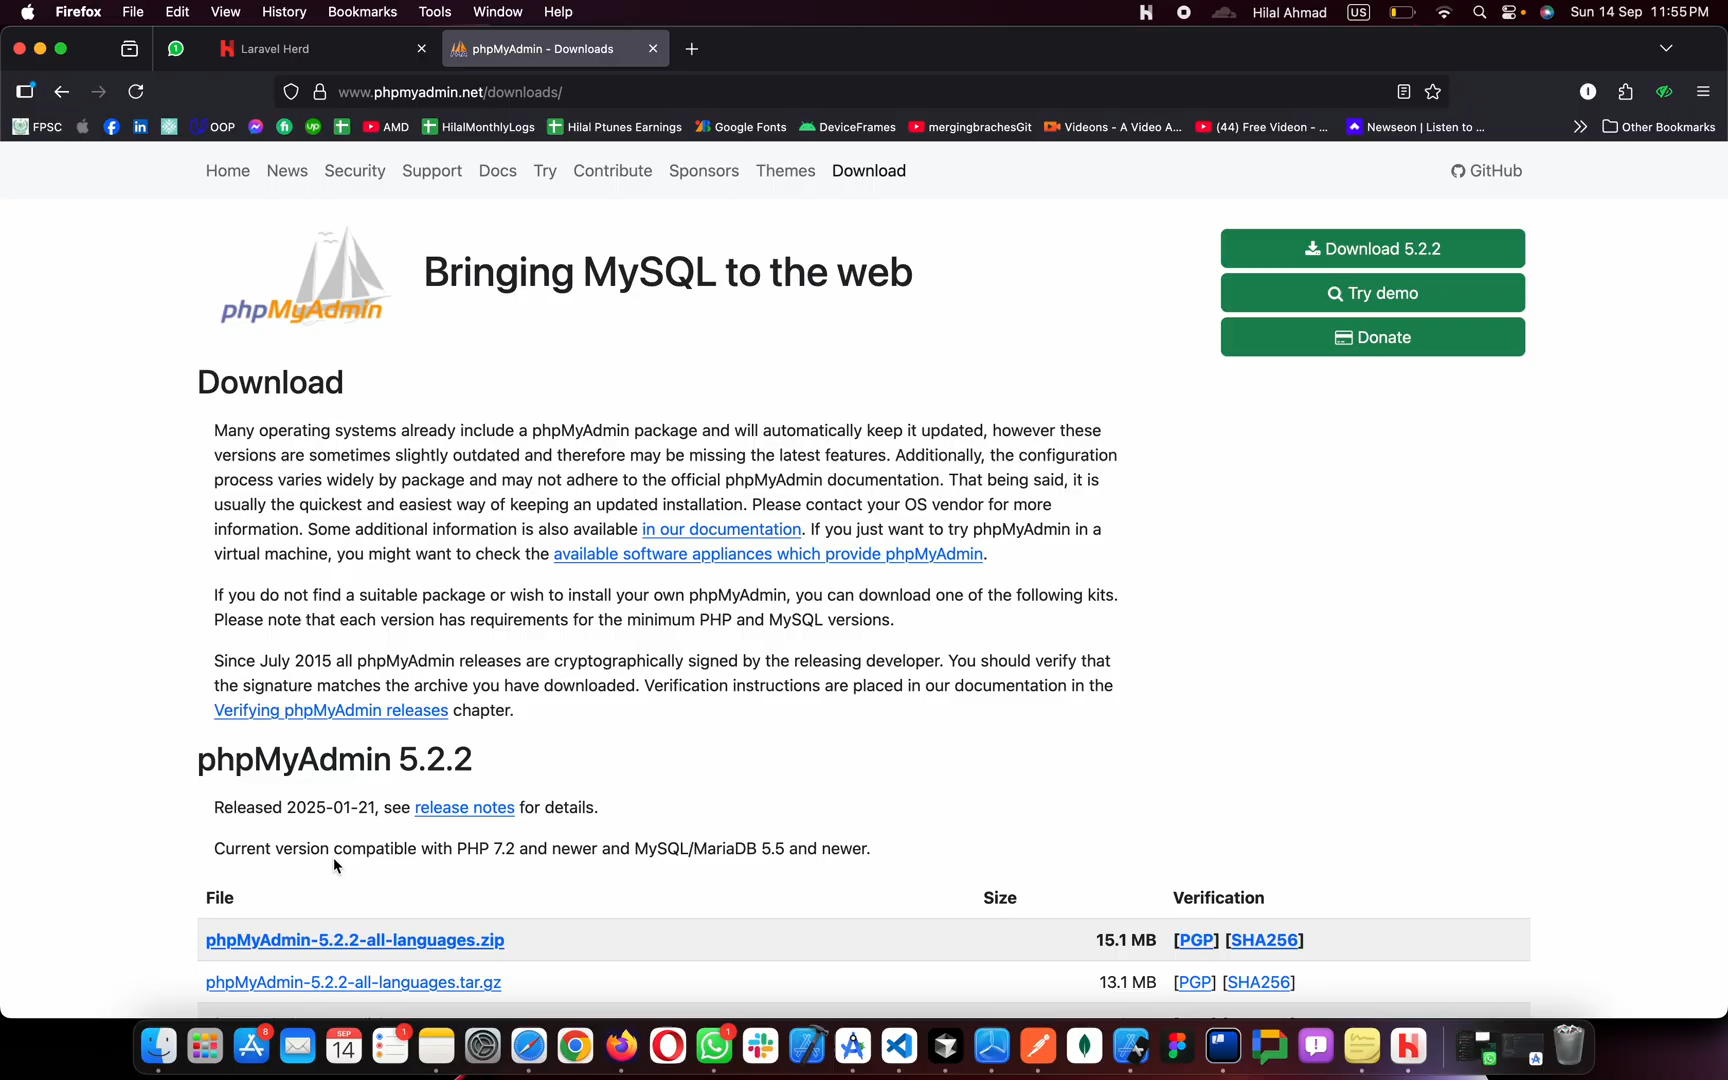 Firefox File Edit View History Bookmarks Tools Window Help
Hilal Ahmad US Sun 14 Sep 11:55 PM
1 Laravel Herd phpMyAdmin - Downloads
www.phpmyadmin.net/downloads/
FPSC OOP AMD HilalMonthlyLogs Hilal Ptunes Earnings Google Fonts DeviceFrames mergingbrachesGit Videons - A Video A... (44) Free Videon - ... Newseon | Listen to ... Other Bookmarks
Home News Security Support Docs Try Contribute Sponsors Themes Download GitHub
phpMyAdmin
Bringing MySQL to the web
Download 5.2.2
Try demo
Donate
Download
Many operating systems already include a phpMyAdmin package and will automatically keep it updated, however these
versions are sometimes slightly outdated and therefore may be missing the latest features. Additionally, the configuration
process varies widely by package and may not adhere to the official phpMyAdmin documentation. That being said, it is
usually the quickest and easiest way of keeping an updated installation. Please contact your OS vendor for more
information. Some additional information is also available in our documentation. If you just want to try phpMyAdmin in a
virtual machine, you might want to check the available software appliances which provide phpMyAdmin.
If you do not find a suitable package or wish to install your own phpMyAdmin, you can download one of the following kits.
Please note that each version has requirements for the minimum PHP and MySQL versions.
Since July 2015 all phpMyAdmin releases are cryptographically signed by the releasing developer. You should verify that
the signature matches the archive you have downloaded. Verification instructions are placed in our documentation in the
Verifying phpMyAdmin releases chapter.
phpMyAdmin 5.2.2
Released 2025-01-21, see release notes for details.
Current version compatible with PHP 7.2 and newer and MySQL/MariaDB 5.5 and newer.
File Size Verification
phpMyAdmin-5.2.2-all-languages.zip 15.1 MB [PGP] [SHA256]
phpMyAdmin-5.2.2-all-languages.tar.gz 13.1 MB [PGP] [SHA256]
8 SEP 14 1 1